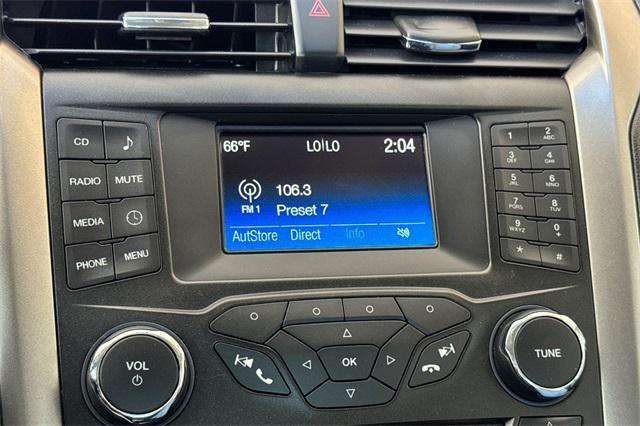 66°F LO LO 2:04
106.3
FM 1 Preset 7
AutoStore Direct Info
CD
RADIO MUTE
MEDIA
PHONE MENU
1 2 ABC
3 DEF 4 GHI
5 JKL 6 MNO
7 PQRS 8 TUV
9 WXYZ 0 +
* #
VOL
OK
TUNE